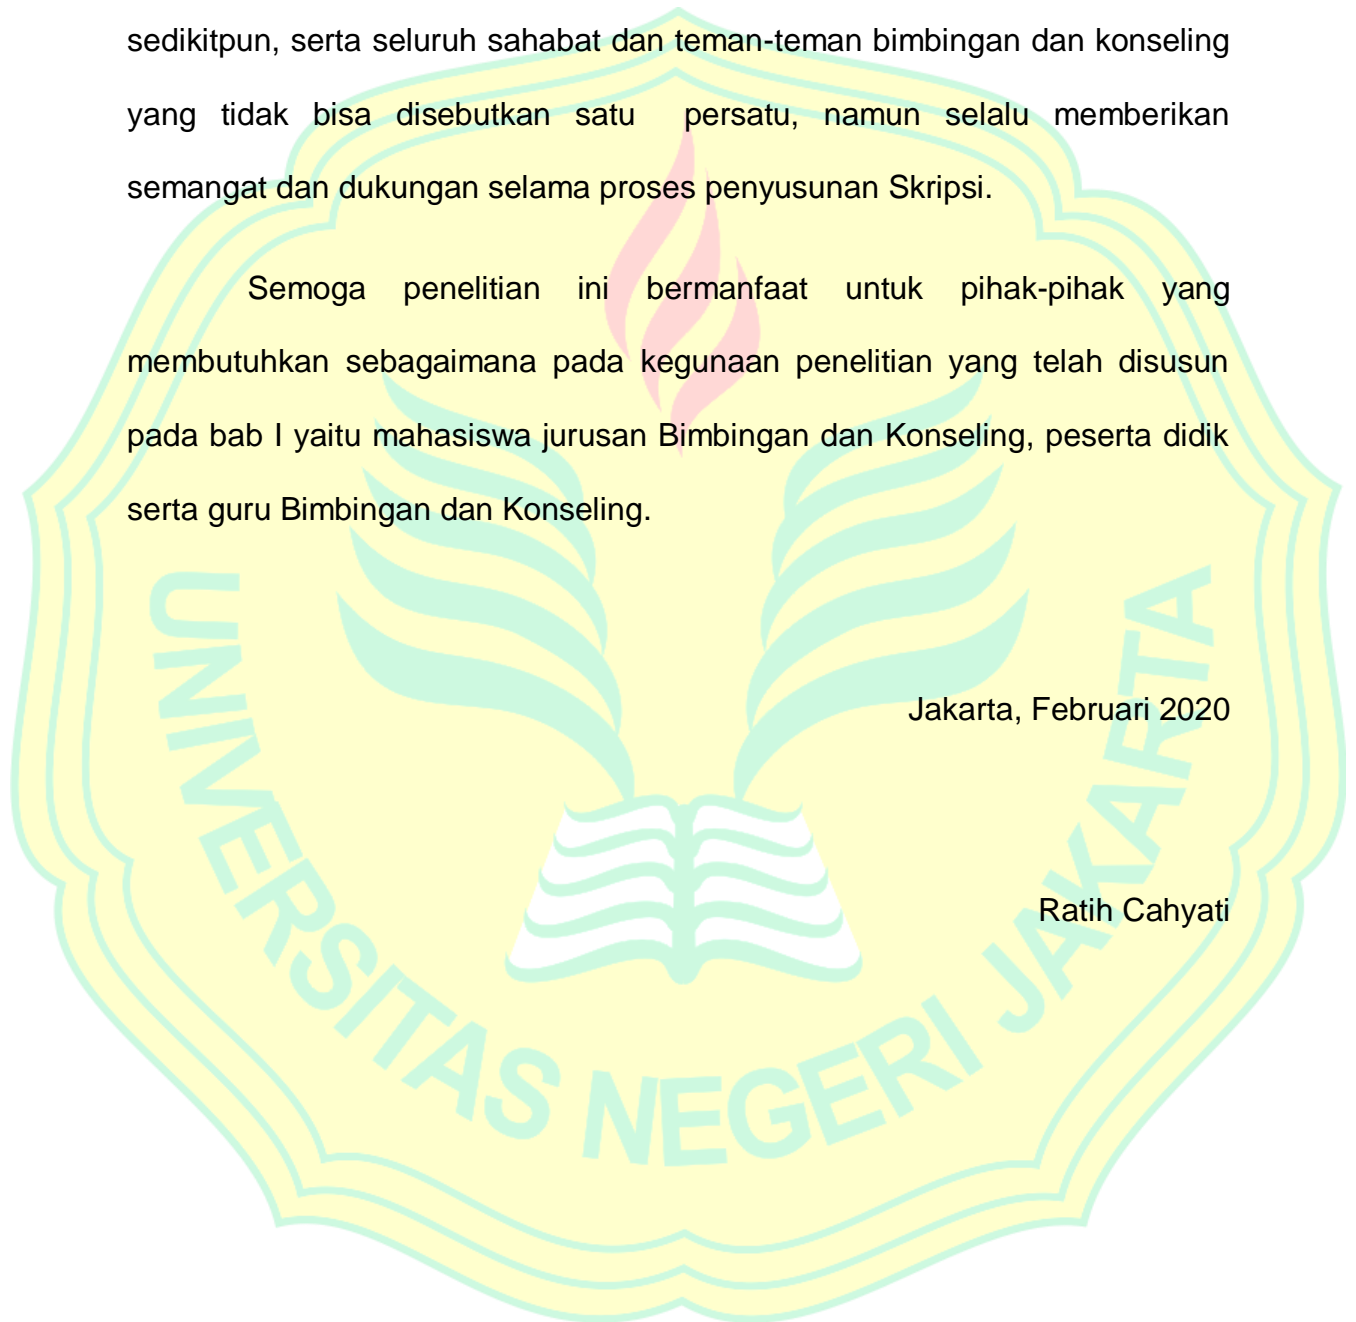 sedikitpun, serta seluruh sahabat dan teman-teman bimbingan dan konseling
yang tidak bisa disebutkan satu persatu, namun selalu memberikan
semangat dan dukungan selama proses penyusunan Skripsi.
Semoga penelitian ini bermanfaat untuk pihak-pihak yang
membutuhkan sebagaimana pada kegunaan penelitian yang telah disusun
pada bab I yaitu mahasiswa jurusan Bimbingan dan Konseling, peserta didik
serta guru Bimbingan dan Konseling.
Jakarta, Februari 2020
Ratih Cahyati
UNIVERSITAS NEGERI JAKARTA